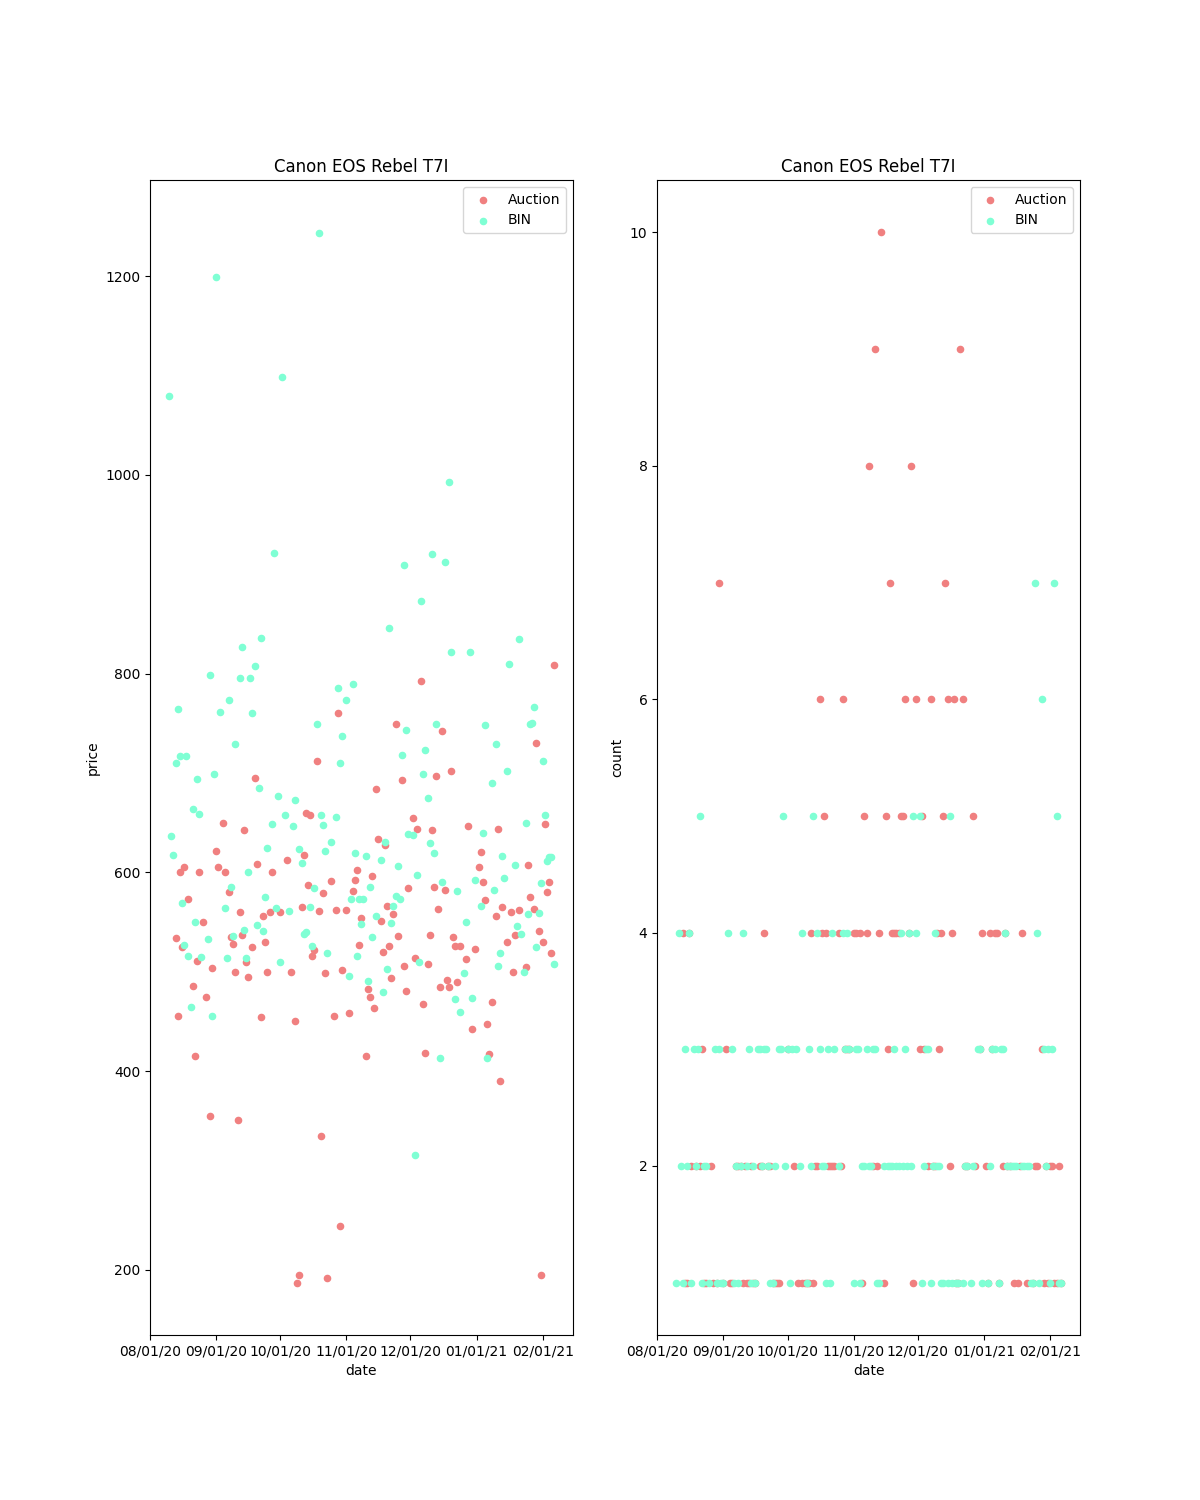 Canon EOS Rebel T7I
Auction
BIN
1200
1000
800
600
400
200
price
08/01/20 09/01/20 10/01/20 11/01/20 12/01/20 01/01/21 02/01/21
date
Canon EOS Rebel T7I
Auction
BIN
10
8
6
4
2
count
08/01/20 09/01/20 10/01/20 11/01/20 12/01/20 01/01/21 02/01/21
date